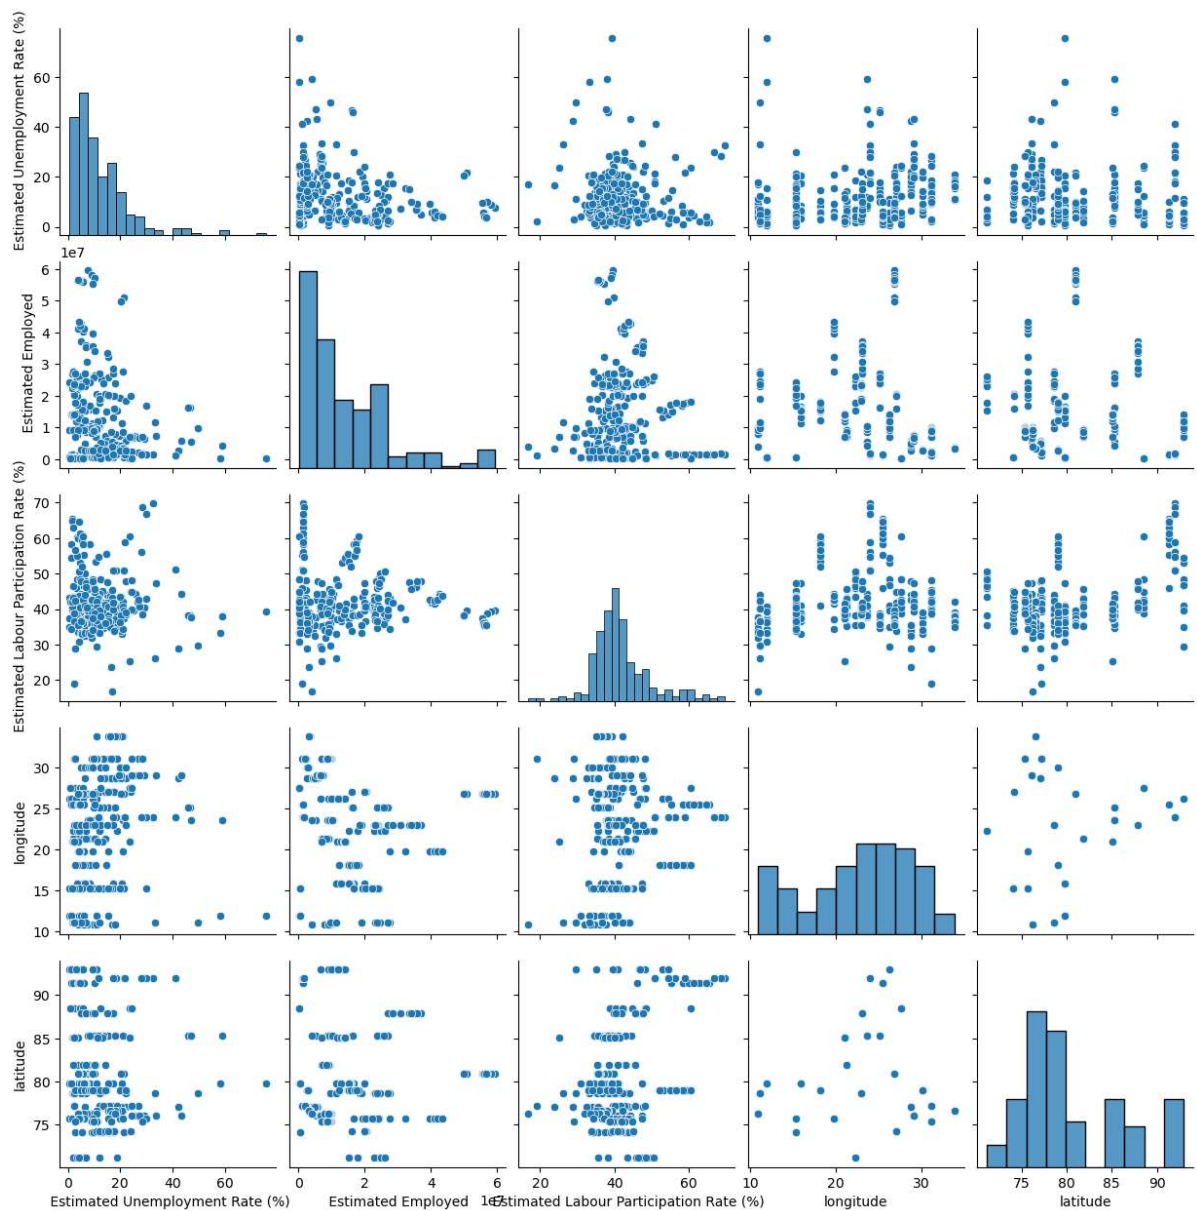 Estimated Unemployment Rate (%)
60
40
20
0
1e7
Estimated Employed
6
5
4
3
2
1
0
Estimated Labour Participation Rate (%)
70
60
50
40
30
20
longitude
30
25
20
15
10
latitude
90
85
80
75
0 20 40 60
0 2 4 6
20 40 60
10 20 30
75 80 85 90
Estimated Unemployment Rate (%)
Estimated Employed
1e7
Estimated Labour Participation Rate (%)
longitude
latitude